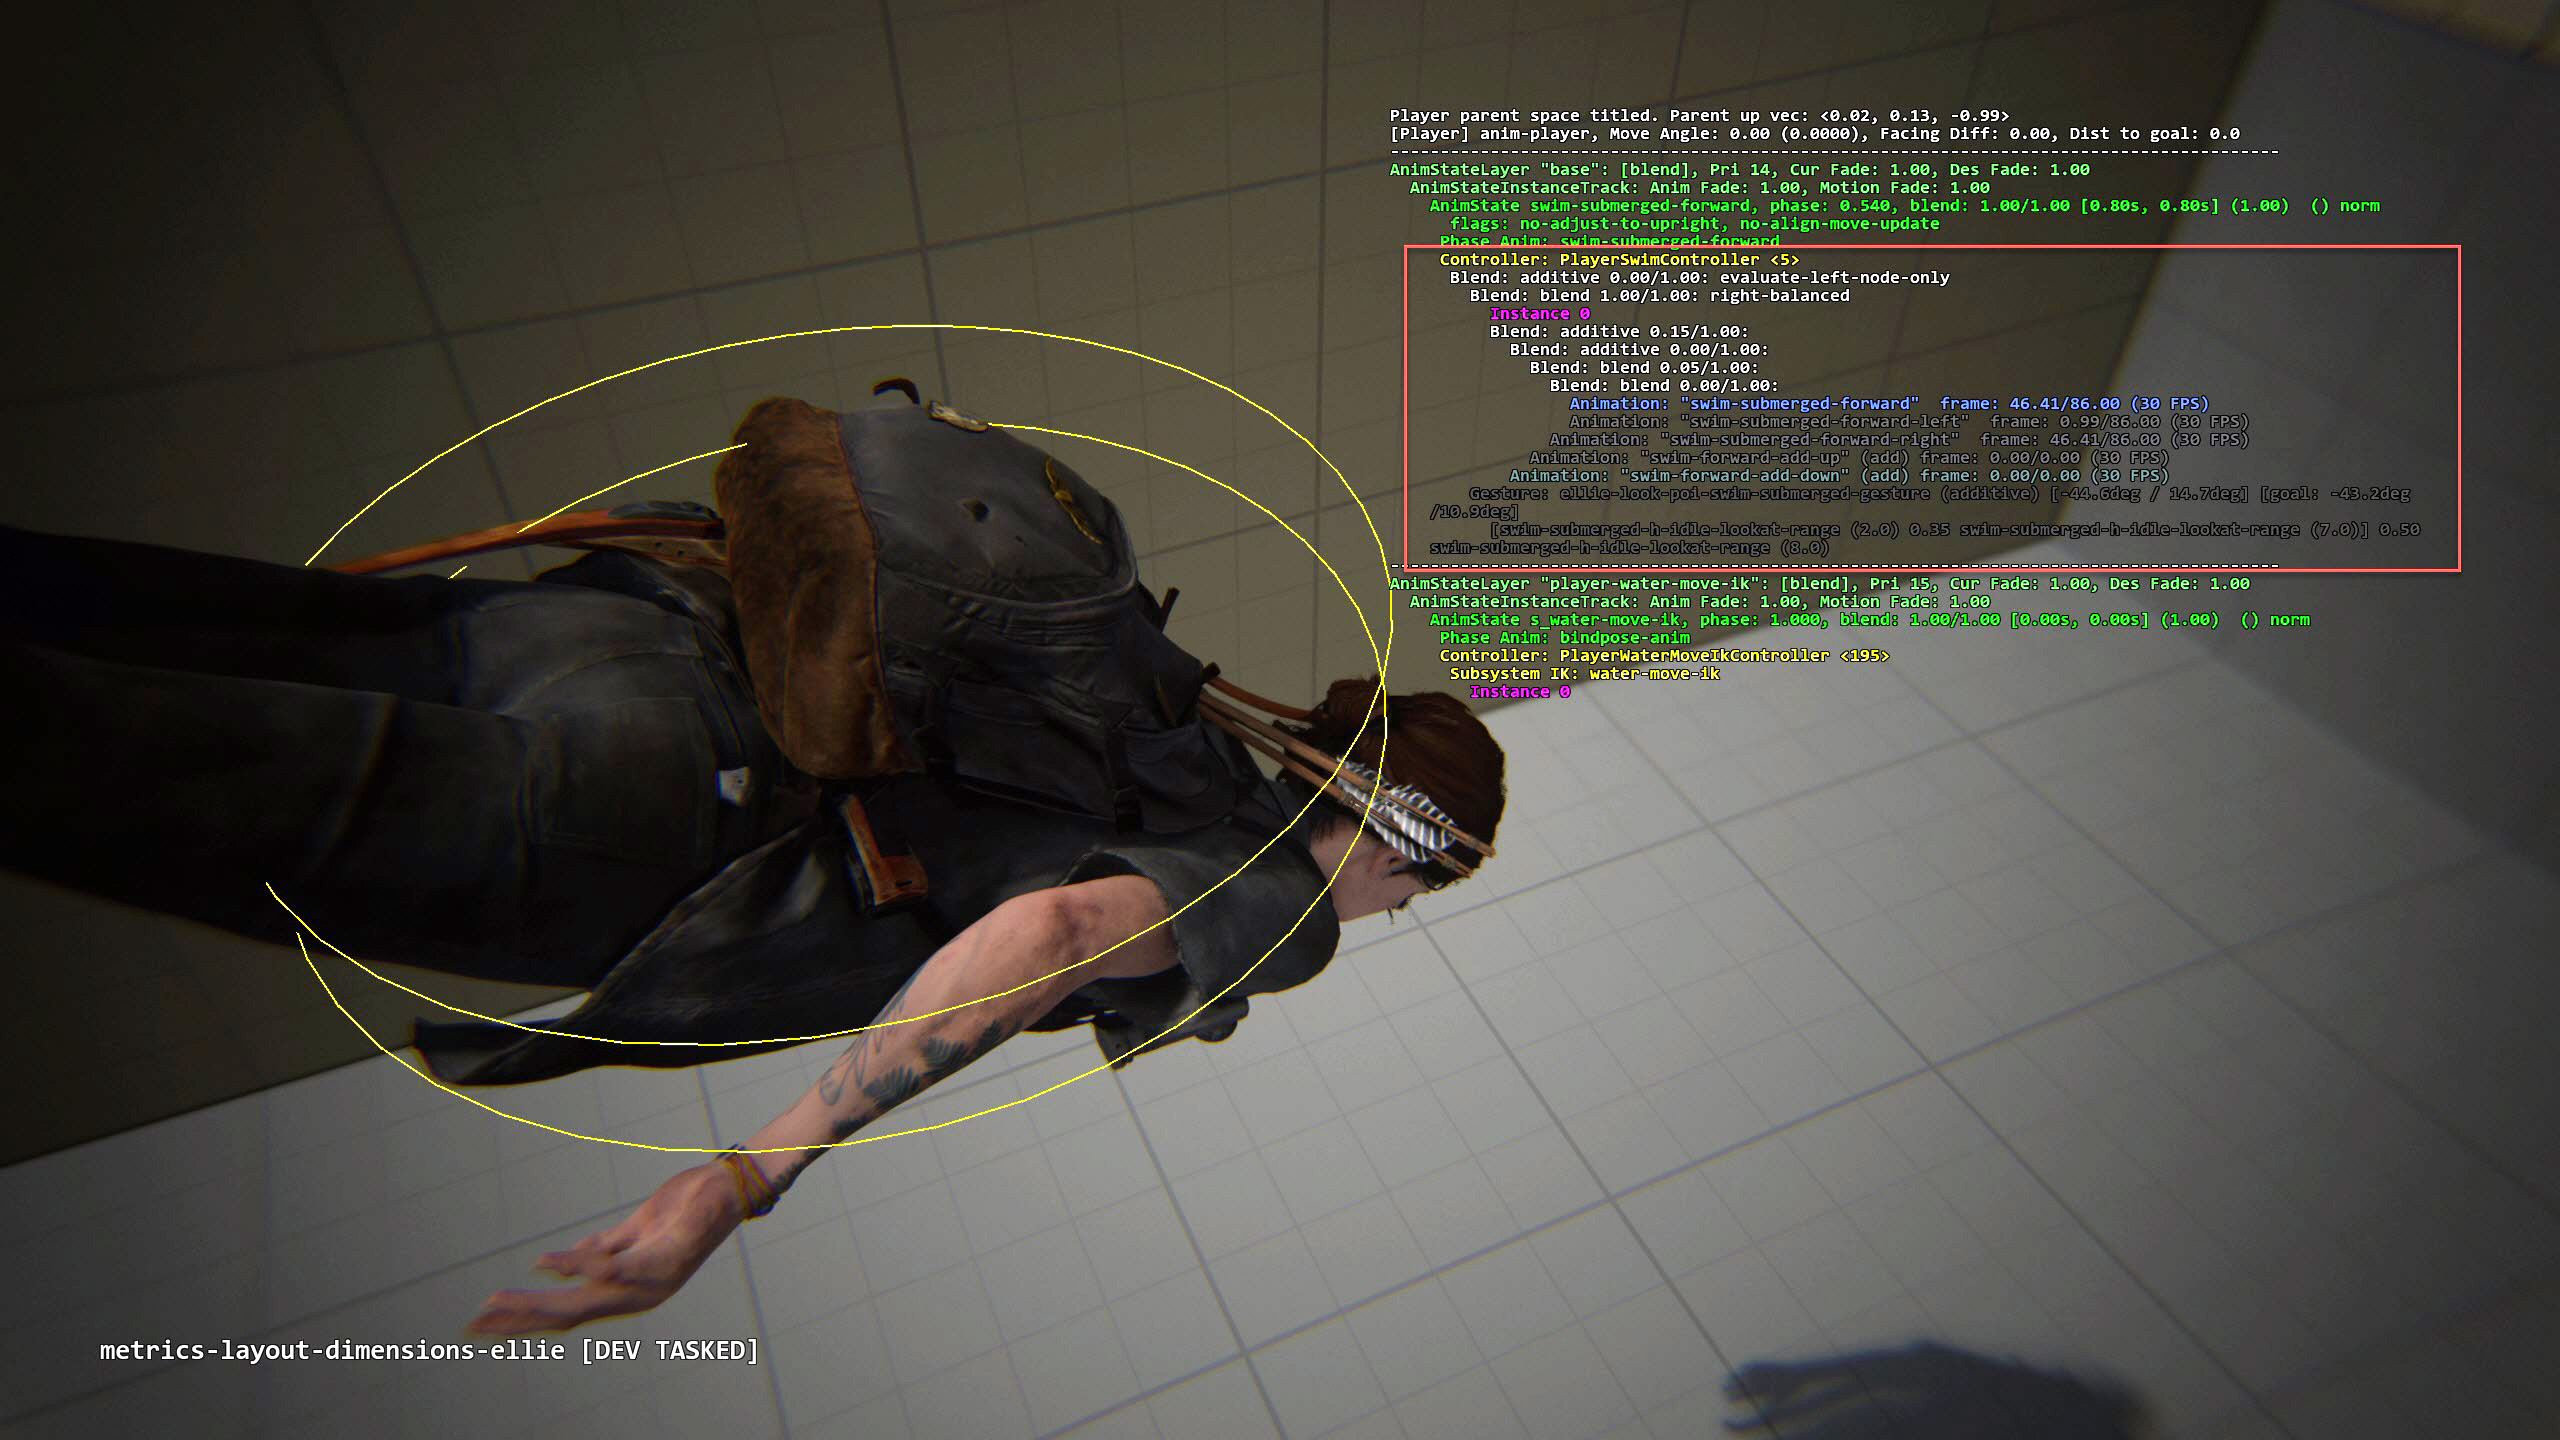 Player parent space titled. Parent up vec: <0.02, 0.13, -0.99>
[Player] anim-player, Move Angle: 0.00 (0.0000), Facing Diff: 0.00, Dist to goal: 0.0
-----------------------------------------------------------------------------------------
AnimStateLayer "base": [blend], Pri 14, Cur Fade: 1.00, Des Fade: 1.00
AnimStateInstanceTrack: Anim Fade: 1.00, Motion Fade: 1.00
AnimState swim-submerged-forward, phase: 0.540, blend: 1.00/1.00 [0.80s, 0.80s] (1.00)  () norm
flags: no-adjust-to-upright, no-align-move-update
Phase Anim: swim-submerged-forward
Controller: PlayerSwimController <5>
Blend: additive 0.00/1.00: evaluate-left-node-only
Blend: blend 1.00/1.00: right-balanced
Instance 0
Blend: additive 0.15/1.00:
Blend: additive 0.00/1.00:
Blend: blend 0.05/1.00:
Blend: blend 0.00/1.00:
Animation: "swim-submerged-forward"  frame: 46.41/86.00 (30 FPS)
Animation: "swim-submerged-forward-left"  frame: 0.99/86.00 (30 FPS)
Animation: "swim-submerged-forward-right"  frame: 46.41/86.00 (30 FPS)
Animation: "swim-forward-add-up" (add) frame: 0.00/0.00 (30 FPS)
Animation: "swim-forward-add-down" (add) frame: 0.00/0.00 (30 FPS)
Gesture: ellie-look-poi-swim-submerged-gesture (additive) [-44.6deg / 14.7deg] [goal: -43.2deg
/10.9deg]
[swim-submerged-h-idle-lookat-range (2.0) 0.35 swim-submerged-h-idle-lookat-range (7.0)] 0.50
swim-submerged-h-idle-lookat-range (8.0)
-----------------------------------------------------------------------------------------
AnimStateLayer "player-water-move-ik": [blend], Pri 15, Cur Fade: 1.00, Des Fade: 1.00
AnimStateInstanceTrack: Anim Fade: 1.00, Motion Fade: 1.00
AnimState s_water-move-ik, phase: 1.000, blend: 1.00/1.00 [0.00s, 0.00s] (1.00)  () norm
Phase Anim: bindpose-anim
Controller: PlayerWaterMoveIkController <195>
Subsystem IK: water-move-ik
Instance 0
metrics-layout-dimensions-ellie [DEV TASKED]